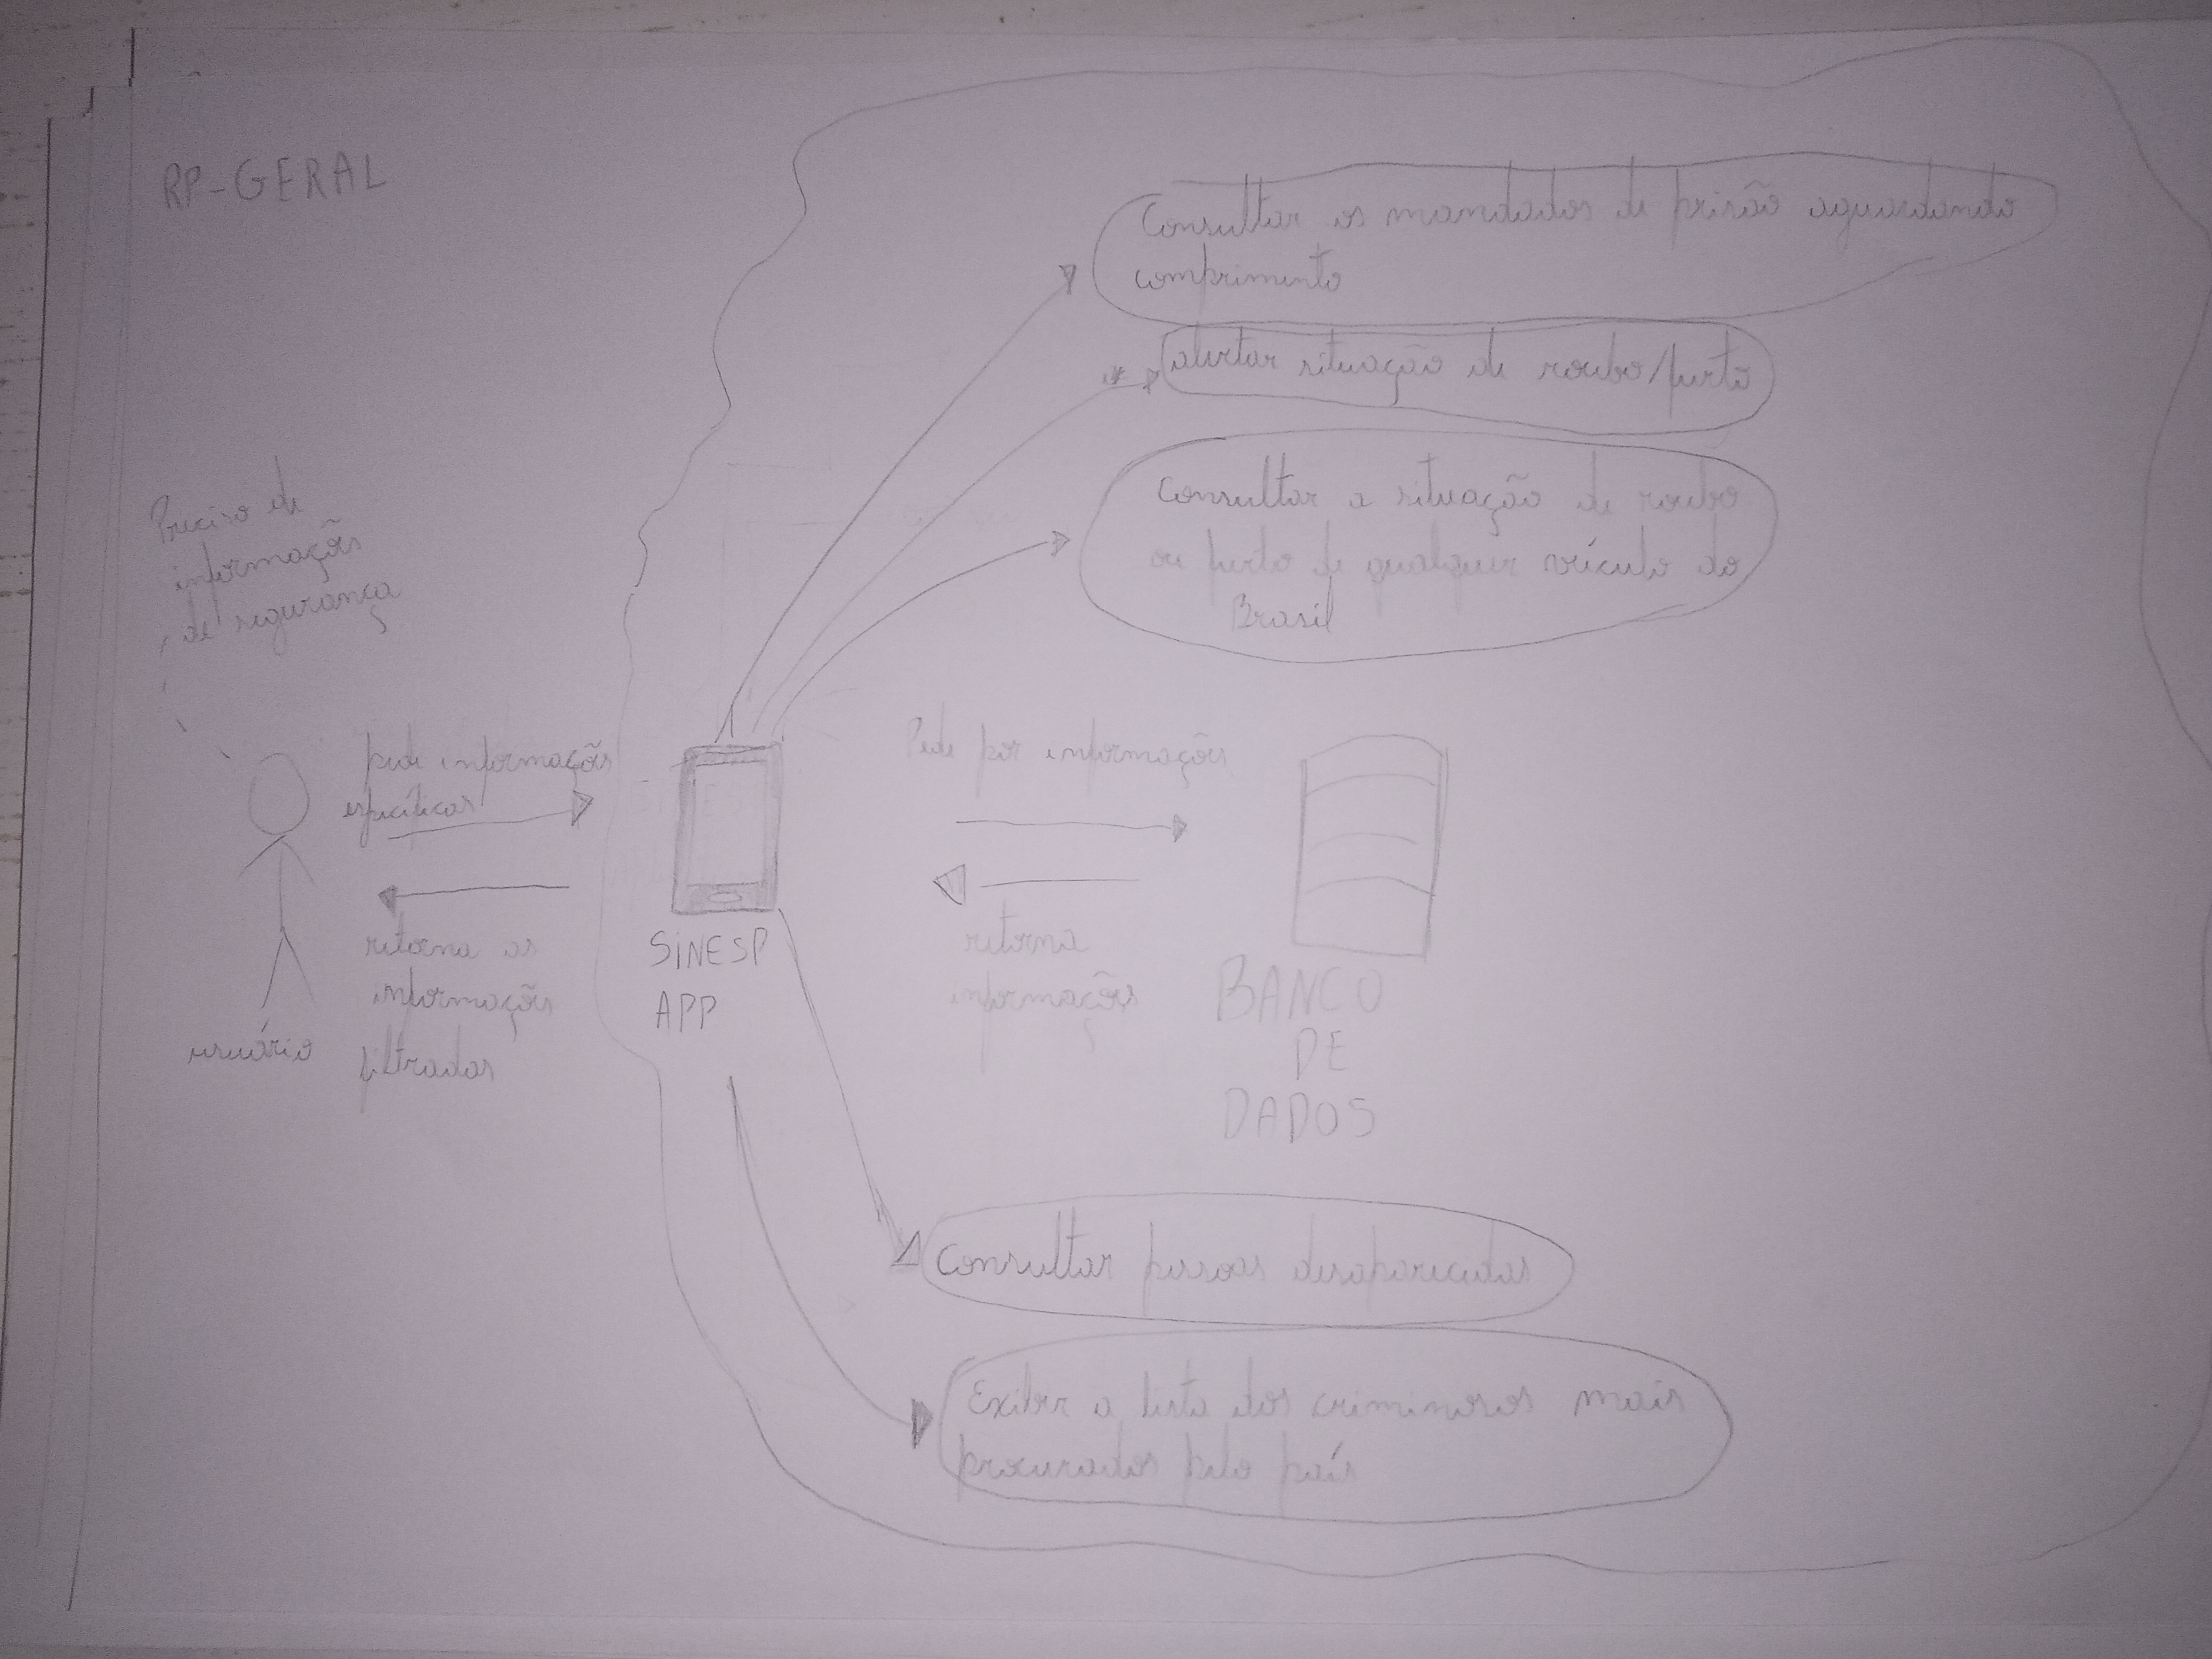 RP-GERAL
Consultar os mandados de prisão aguardando
comprimento
alertar situação de roubo/furto
Consultar a situação de roubo
ou furto de qualquer veículo do
Brasil
Preciso de
informações
de segurança
pede informações
específicas
Pede por informações
retorna as
informações
filtradas
usuário
SINESP
APP
retorna
informações
BANCO
DE
DADOS
Consultar pessoas desaparecidas
Exibir a lista dos criminosos mais
procurados pelo país